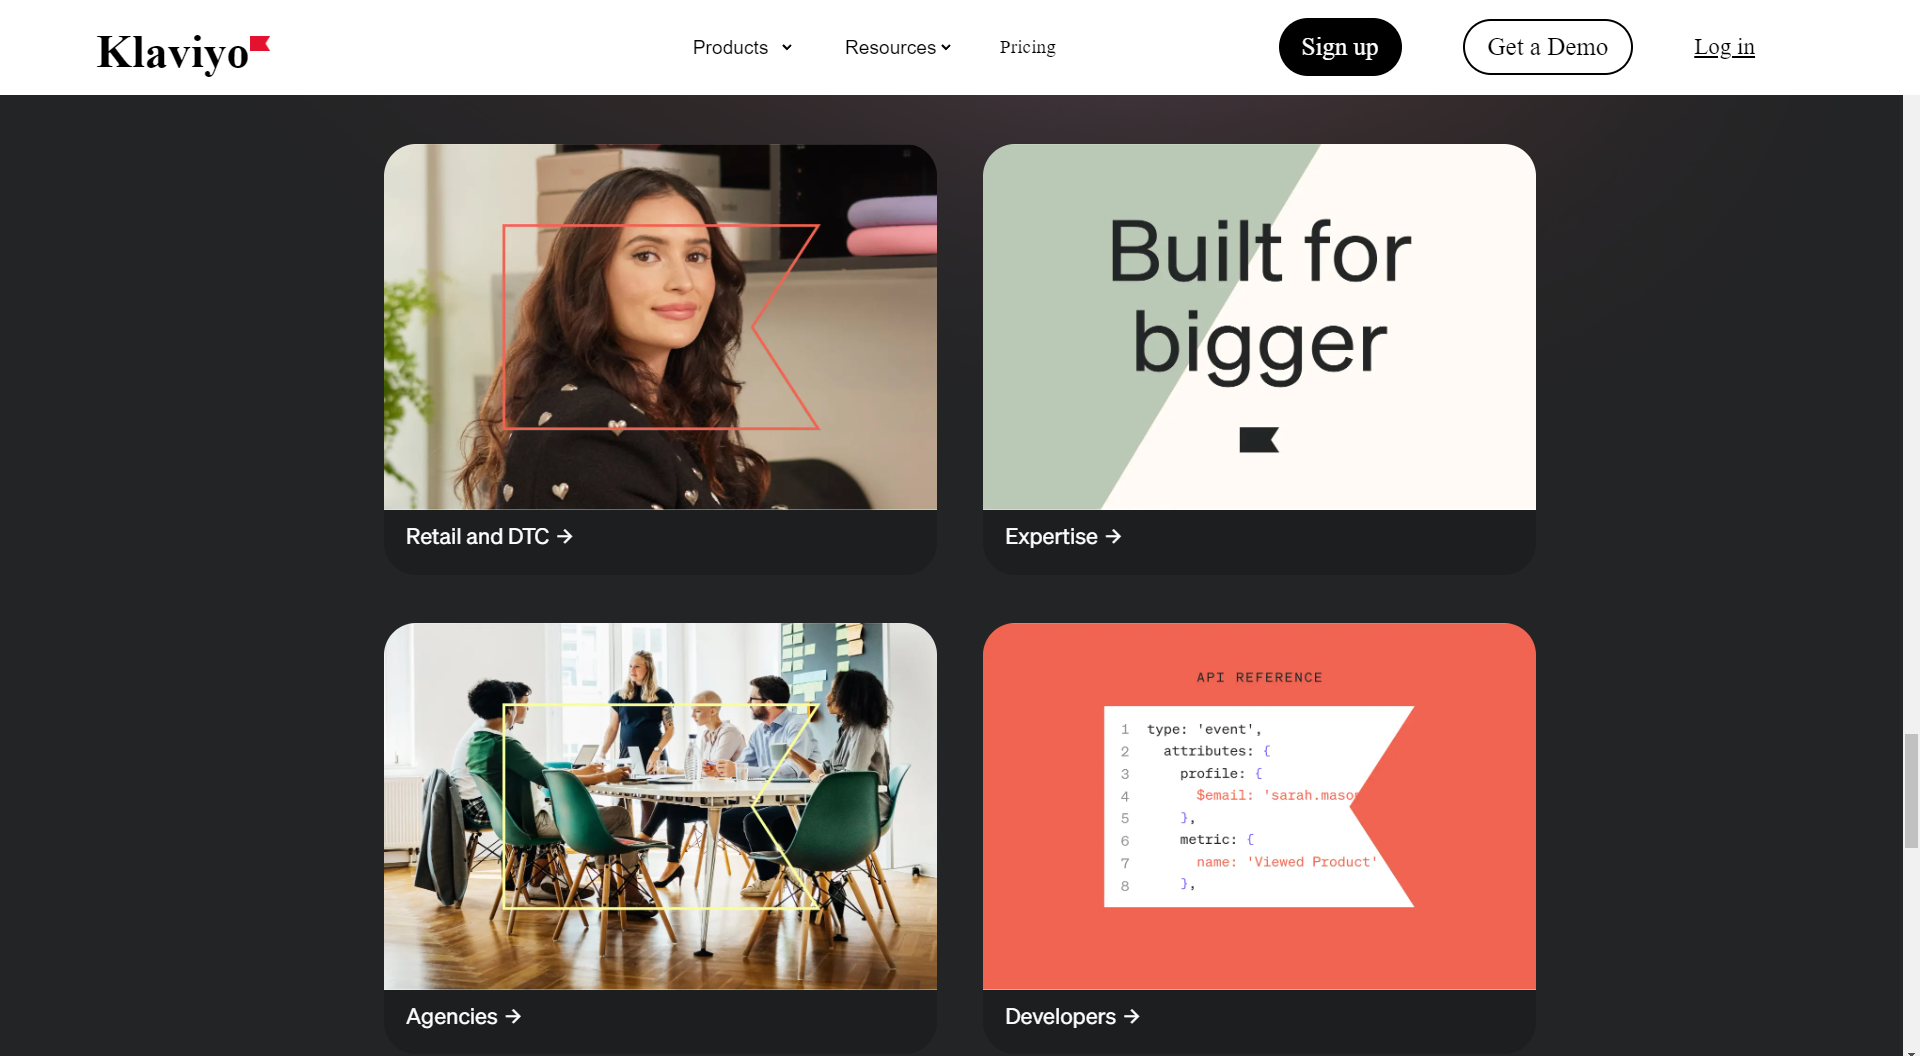 Klaviyo
Products
Resources
Pricing
Sign up
Get a Demo
Log in
Retail and DTC →
Built for
bigger
Expertise →
Agencies →
API REFERENCE
1 type: 'event',
2 attributes: {
3 profile: {
4 $email: 'sarah.mason
5 },
6 metric: {
7 name: 'Viewed Product'
8 },
Developers →